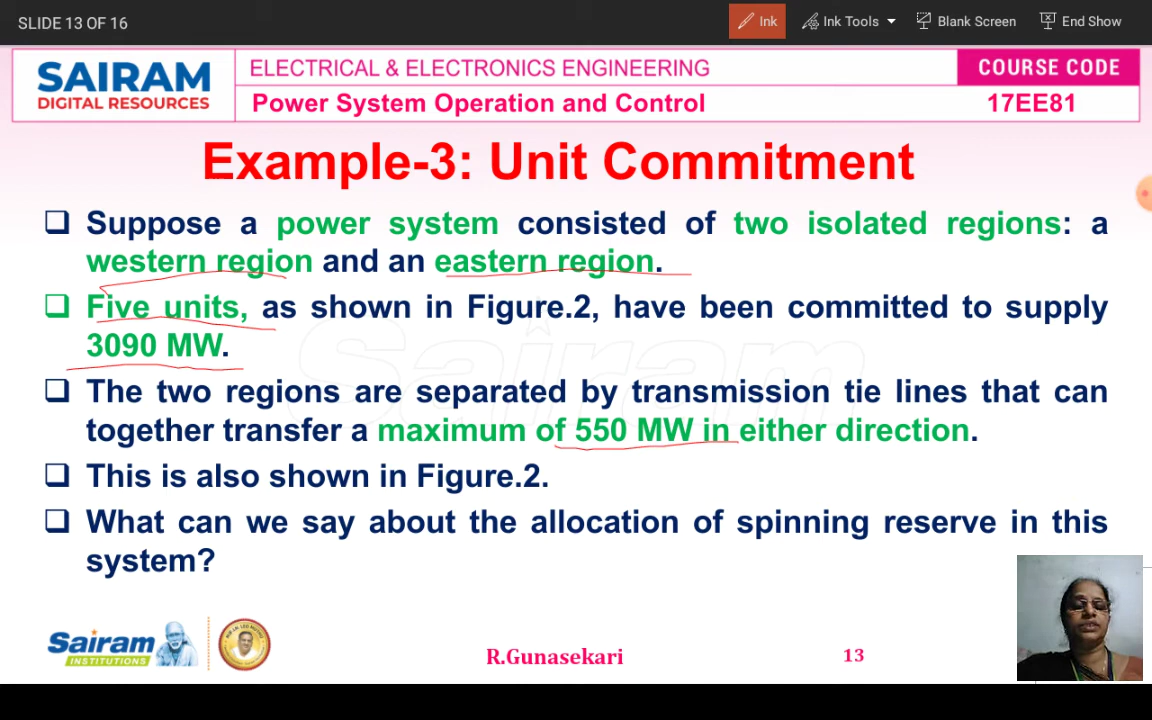 SLIDE 13 OF 16
Ink
Ink Tools
Blank Screen
End Show
SAIRAM
DIGITAL RESOURCES
ELECTRICAL & ELECTRONICS ENGINEERING
COURSE CODE
Power System Operation and Control
17EE81
Example-3: Unit Commitment
❑ Suppose a power system consisted of two isolated regions: a
western region and an eastern region.
❑ Five units, as shown in Figure.2, have been committed to supply
3090 MW.
❑ The two regions are separated by transmission tie lines that can
together transfer a maximum of 550 MW in either direction.
❑ This is also shown in Figure.2.
❑ What can we say about the allocation of spinning reserve in this
system?
Sairam
Sairam
INSTITUTIONS
R.Gunasekari
13